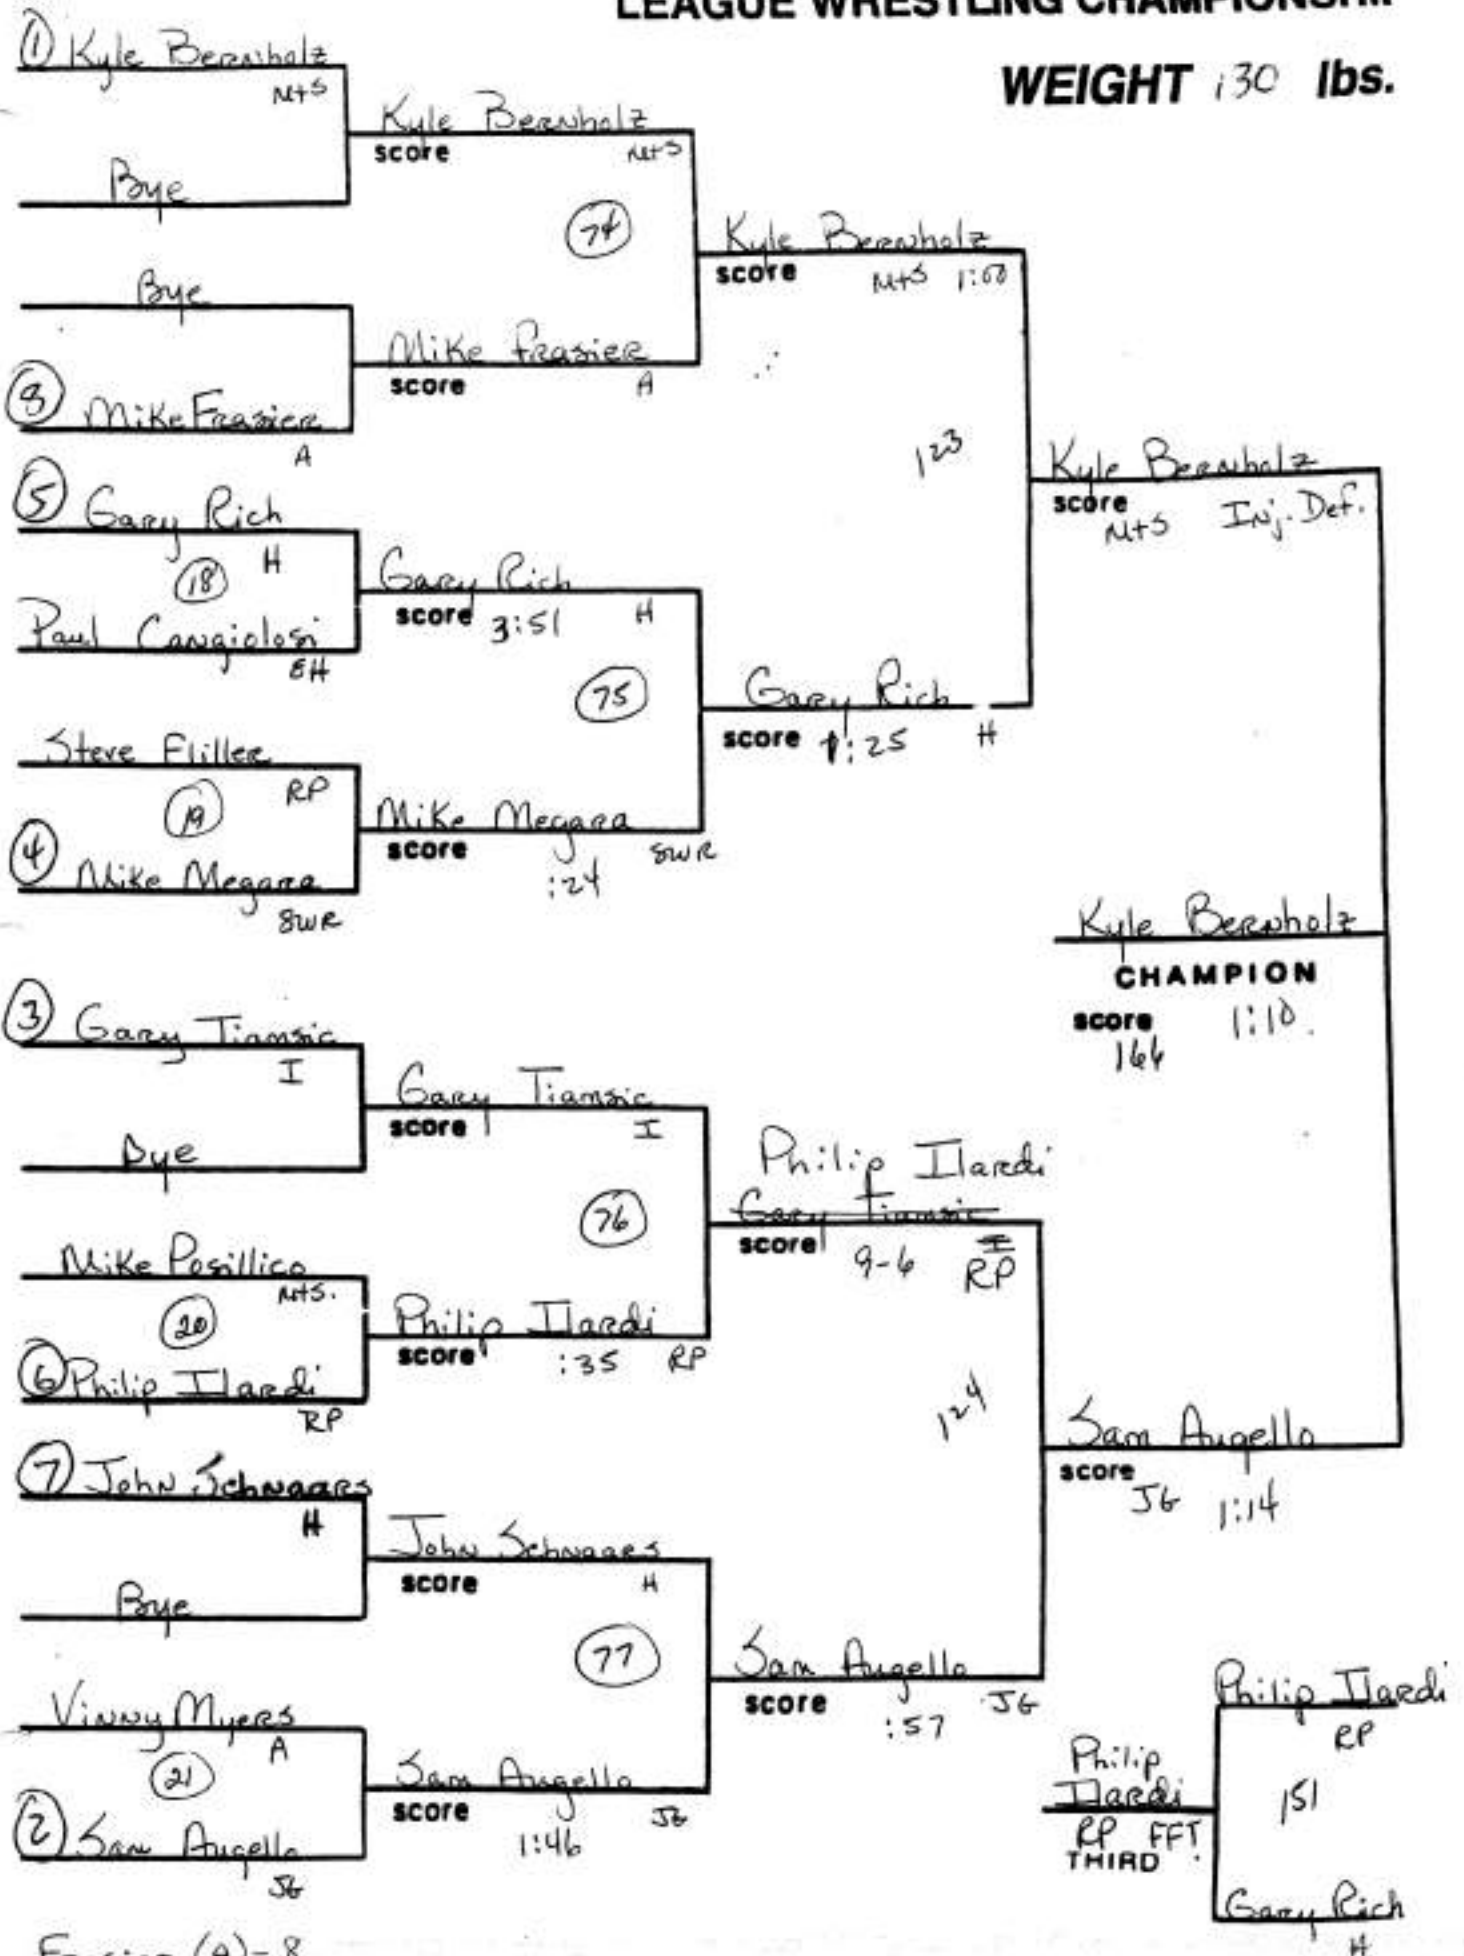 LEAGUE WRESTLING CHAMPIONSHIP
WEIGHT 130 lbs.
① Kyle Bernholz
M+S
Bye
Bye
⑧ Mike Frasier
A
⑤ Gary Rich
H
18
Paul Cangiolosi
EH
Steve Fliller
RP
19
④ Mike Megara
SWR
③ Gary Tiamsic
I
Bye
Mike Posillico
M+S.
20
⑥ Philip Ilardi
RP
⑦ John Schnaars
H
Bye
Vinny Myers
A
21
② Sam Augello
JG
Kyle Bernholz
score M+S
74
Mike Frasier
score A
Gary Rich
score 3:51 H
75
Mike Megara
score :24 SWR
Gary Tiamsic
score I
76
Philip Ilardi
score :35 RP
John Schnaars
score H
77
Sam Augello
score 1:46 JG
Kyle Bernholz
score M+S 1:00
123
Gary Rich
score 1:25 H
Philip Ilardi
Gary Tiamsic
score 9-6 I
RP
124
Sam Augello
score :57 JG
Kyle Bernholz
score M+S Inj. Def.
Sam Augello
score JG 1:14
Kyle Bernholz
CHAMPION
score 1:10
166
Philip Ilardi
RP
Philip
Ilardi
RP FFT.
THIRD
151
Gary Rich
H
Frasier (A)-8